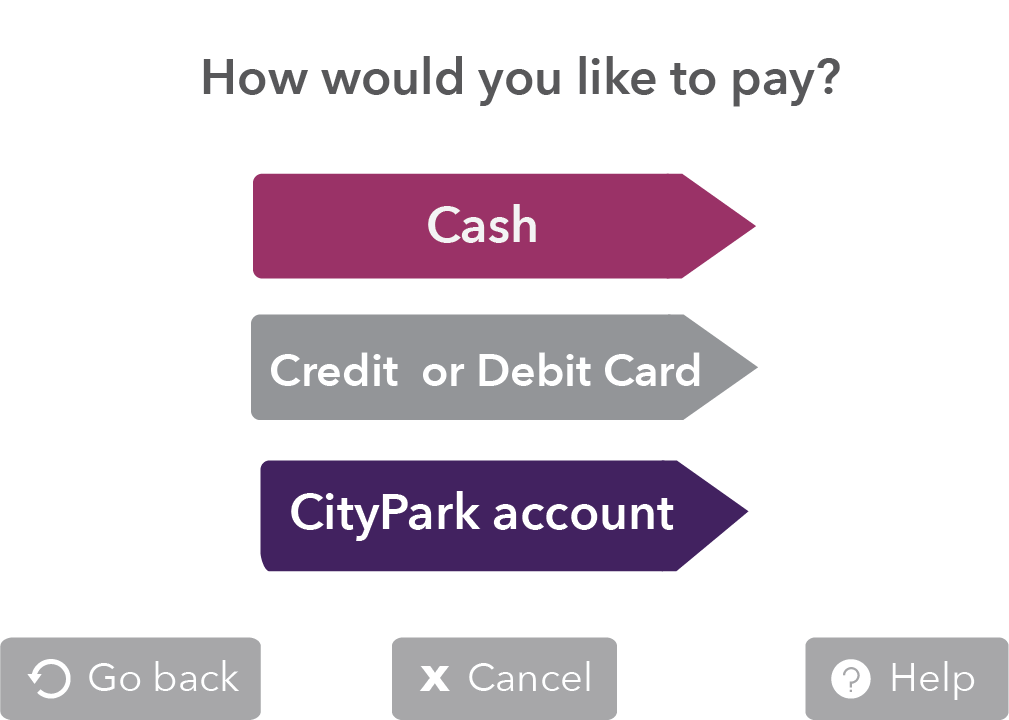 How would you like to pay?
Cash
Credit or Debit Card
CityPark account
Go back
x Cancel
? Help